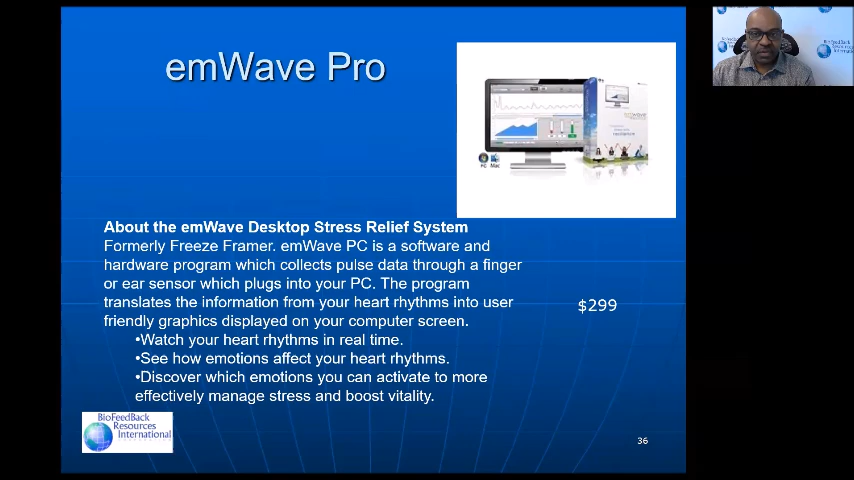 emWave Pro
PC
Mac
About the emWave Desktop Stress Relief System
Formerly Freeze Framer. emWave PC is a software and
hardware program which collects pulse data through a finger
or ear sensor which plugs into your PC. The program
translates the information from your heart rhythms into user
friendly graphics displayed on your computer screen.
•Watch your heart rhythms in real time.
•See how emotions affect your heart rhythms.
•Discover which emotions you can activate to more
effectively manage stress and boost vitality.
$299
BioFeedBack
Resources
International
36